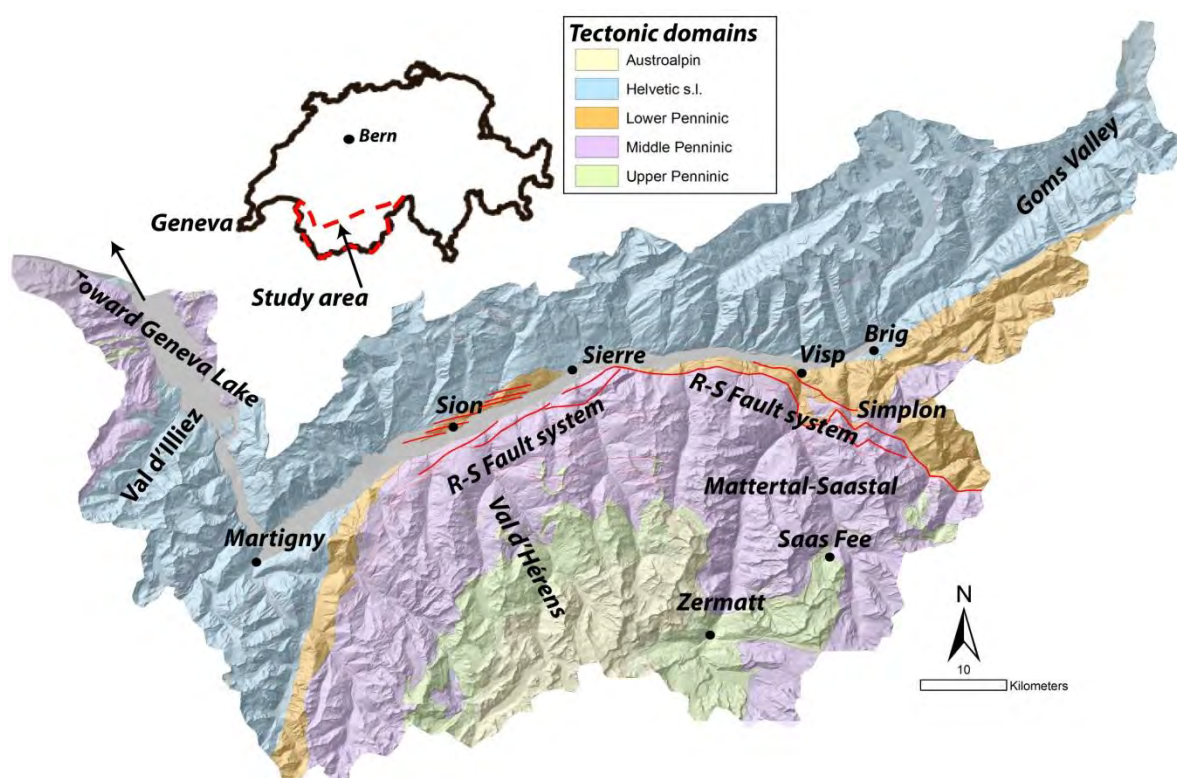 Tectonic domains
Austroalpin
Helvetic s.l.
Lower Penninic
Middle Penninic
Upper Penninic
Bern
Geneva
Study area
Goms Valley
Toward Geneva Lake
Val d'Illiez
Brig
Visp
Sierre
Simplon
Sion
R-S Fault system
R-S Fault system
Mattertal-Saastal
Val d'Hérens
Martigny
Saas Fee
Zermatt
N
10
Kilometers